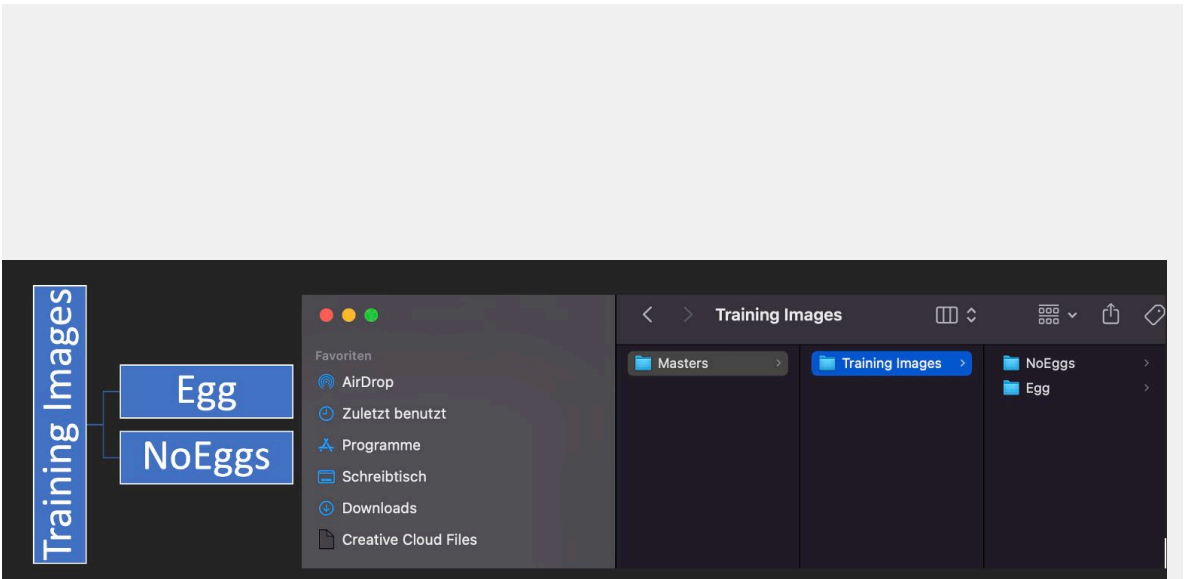 Training Images
Egg
NoEggs
Favoriten
AirDrop
Zuletzt benutzt
Programme
Schreibtisch
Downloads
Creative Cloud Files
Training Images
Masters
Training Images
NoEggs
Egg